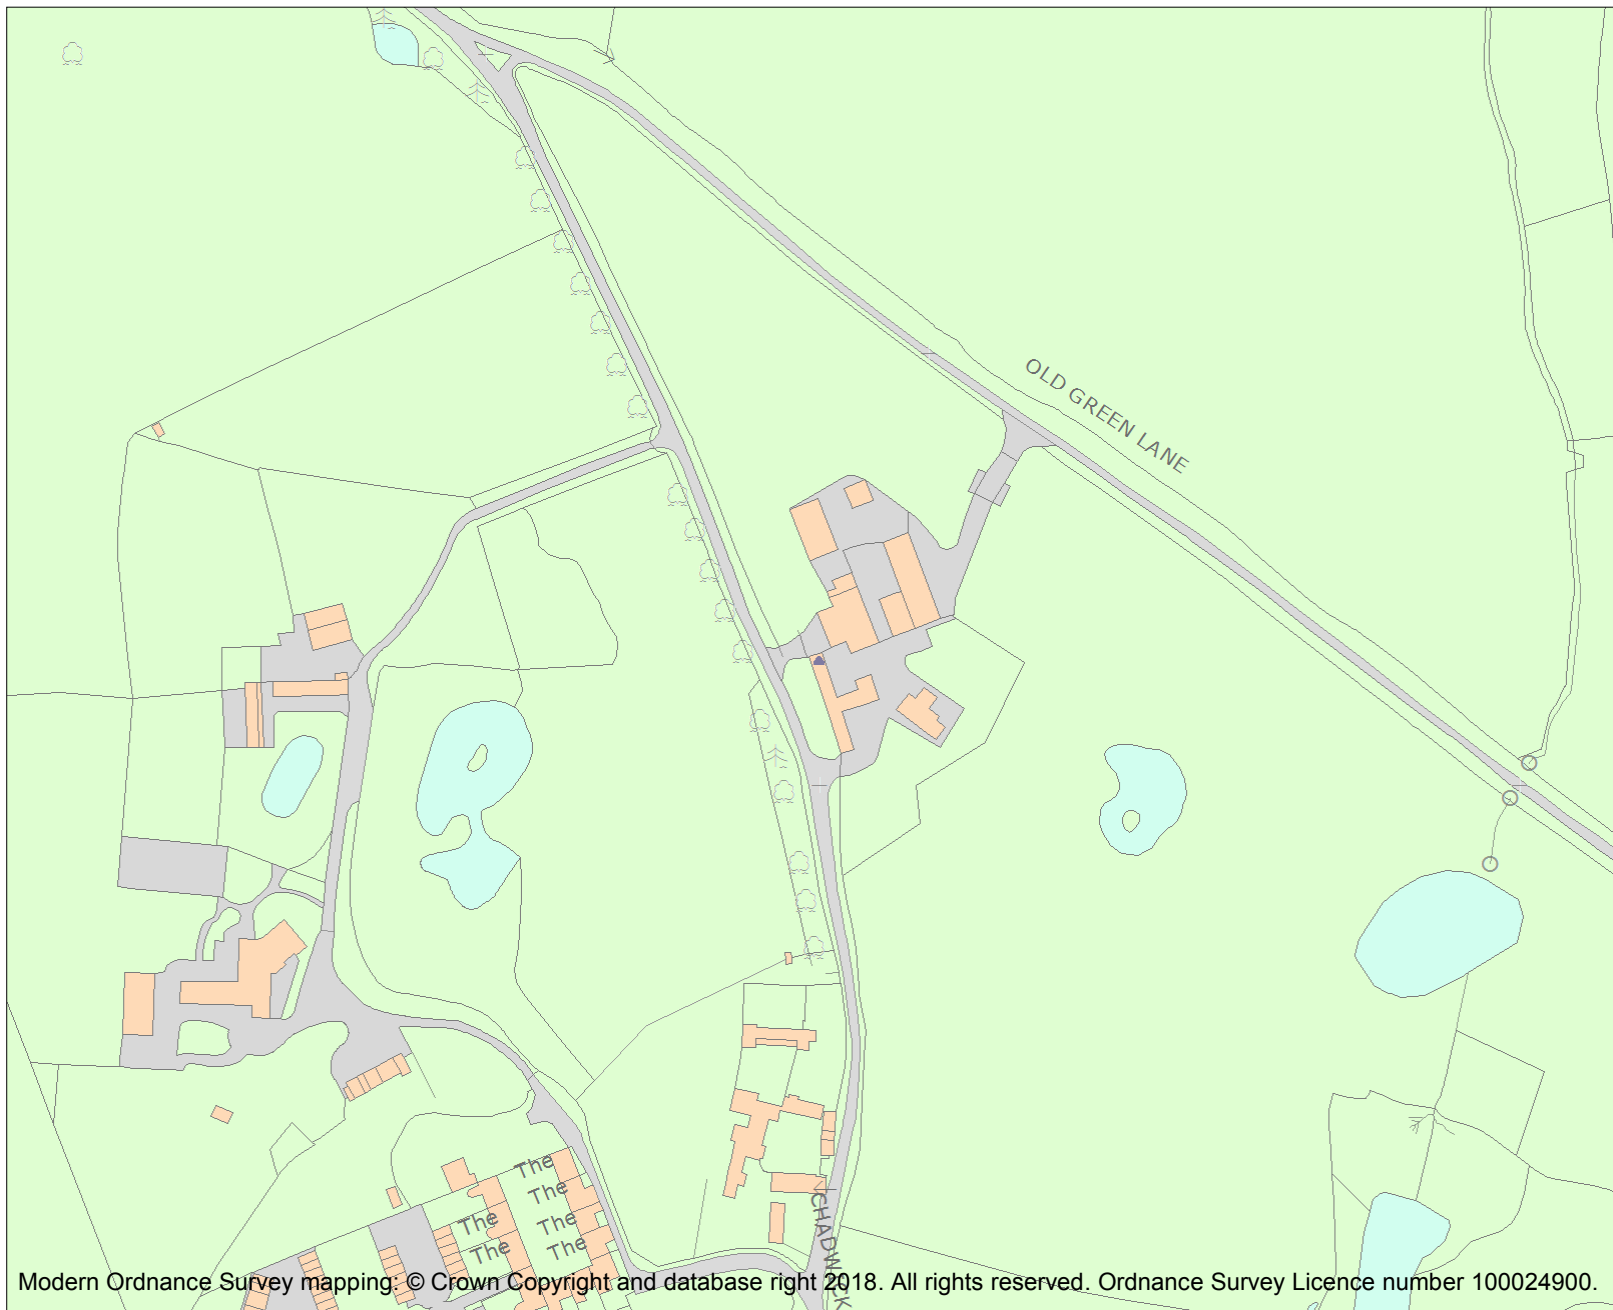 OLD GREEN LANE
The
The
The
The
The
The
CHADWICK
Modern Ordnance Survey mapping: © Crown Copyright and database right 2018. All rights reserved. Ordnance Survey Licence number 100024900.